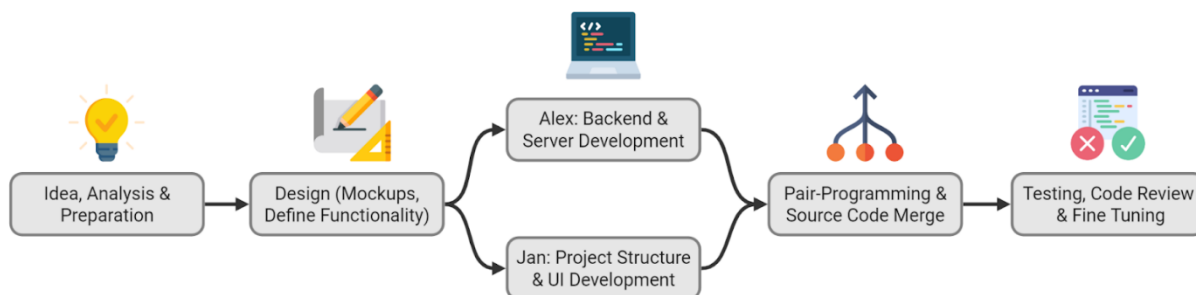 </>
Idea, Analysis &
Preparation
Design (Mockups,
Define Functionality)
Alex: Backend &
Server Development
Jan: Project Structure
& UI Development
Pair-Programming &
Source Code Merge
Testing, Code Review
& Fine Tuning